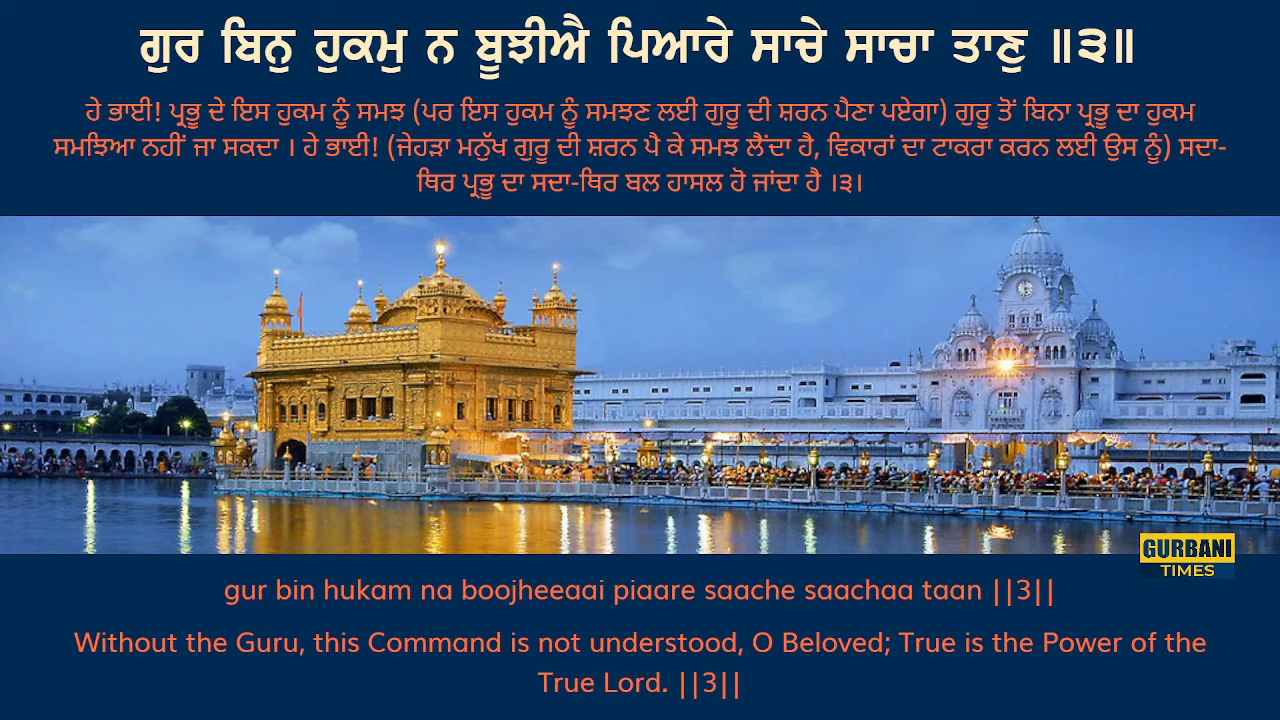 ਗੁਰ ਬਿਨੁ ਹੁਕਮੁ ਨ ਬੂਝੀਐ ਪਿਆਰੇ ਸਾਚੇ ਸਾਚਾ ਤਾਣੁ ॥੩॥
ਹੇ ਭਾਈ! ਪ੍ਰਭੂ ਦੇ ਇਸ ਹੁਕਮ ਨੂੰ ਸਮਝ (ਪਰ ਇਸ ਹੁਕਮ ਨੂੰ ਸਮਝਣ ਲਈ ਗੁਰੂ ਦੀ ਸ਼ਰਨ ਪੈਣਾ ਪਏਗਾ) ਗੁਰੂ ਤੋਂ ਬਿਨਾ ਪ੍ਰਭੂ ਦਾ ਹੁਕਮ
ਸਮਝਿਆ ਨਹੀਂ ਜਾ ਸਕਦਾ । ਹੇ ਭਾਈ! (ਜੇਹੜਾ ਮਨੁੱਖ ਗੁਰੂ ਦੀ ਸ਼ਰਨ ਪੈ ਕੇ ਸਮਝ ਲੈਂਦਾ ਹੈ, ਵਿਕਾਰਾਂ ਦਾ ਟਾਕਰਾ ਕਰਨ ਲਈ ਉਸ ਨੂੰ) ਸਦਾ-
ਥਿਰ ਪ੍ਰਭੂ ਦਾ ਸਦਾ-ਥਿਰ ਬਲ ਹਾਸਲ ਹੋ ਜਾਂਦਾ ਹੈ ।੩।
GURBANI
TIMES
gur bin hukam na boojheeaai piaare saache saachaa taan ||3||
Without the Guru, this Command is not understood, O Beloved; True is the Power of the
True Lord. ||3||